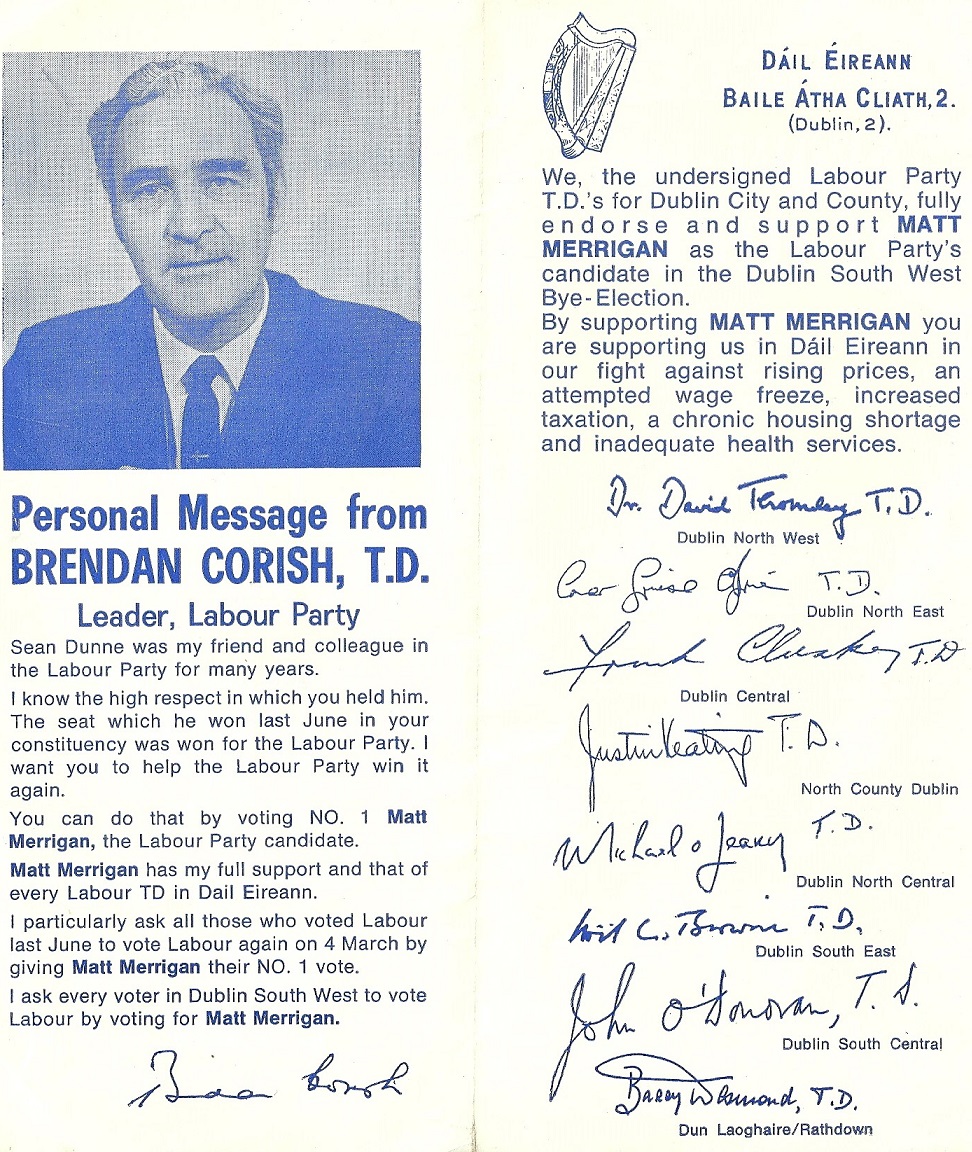 Personal Message from
BRENDAN CORISH, T.D.
Leader, Labour Party
Sean Dunne was my friend and colleague in
the Labour Party for many years.
I know the high respect in which you held him.
The seat which he won last June in your
constituency was won for the Labour Party. I
want you to help the Labour Party win it
again.
You can do that by voting NO. 1 Matt
Merrigan, the Labour Party candidate.
Matt Merrigan has my full support and that of
every Labour TD in Dail Eireann.
I particularly ask all those who voted Labour
last June to vote Labour again on 4 March by
giving Matt Merrigan their NO. 1 vote.
I ask every voter in Dublin South West to vote
Labour by voting for Matt Merrigan.
Corish
DÁIL ÉIREANN
BAILE ÁTHA CLIATH, 2.
(Dublin, 2).
We, the undersigned Labour Party
T.D.'s for Dublin City and County, fully
endorse and support MATT
MERRIGAN as the Labour Party's
candidate in the Dublin South West
Bye-Election.
By supporting MATT MERRIGAN you
are supporting us in Dáil Eireann in
our fight against rising prices, an
attempted wage freeze, increased
taxation, a chronic housing shortage
and inadequate health services.
Dr. David Thornley T.D.
Dublin North West
T.D.
Dublin North East
Frank Cluskey T.D
Dublin Central
Justin Keating T.D.
North County Dublin
Michael O Leary T.D.
Dublin North Central
Noel C. Browne T.D.
Dublin South East
John O'Donovan, T.D.
Dublin South Central
Barry Desmond, T.D.
Dun Laoghaire/Rathdown